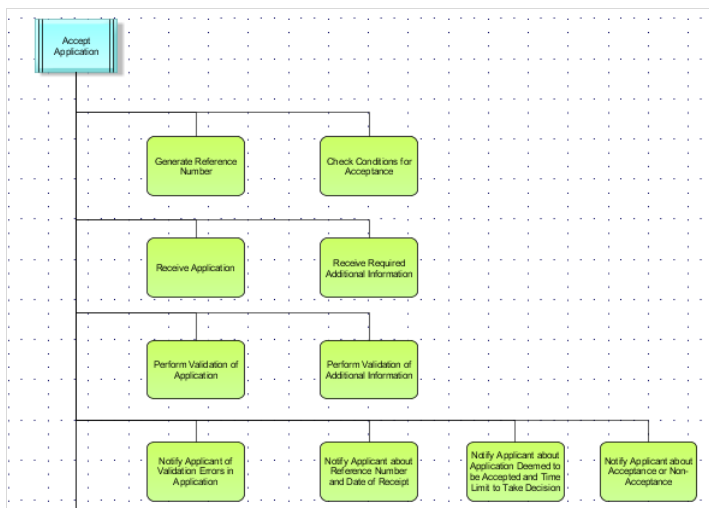 Accept
Application
Generate Reference
Number
Check Conditions for
Acceptance
Receive Application
Receive Required
Additional Information
Perform Validation of
Application
Perform Validation of
Additional Information
Notify Applicant of
Validation Errors in
Application
Notify Applicant about
Reference Number
and Date of Receipt
Notify Applicant about
Application Deemed to
be Accepted and Time
Limit to Take Decision
Notify Applicant about
Acceptance or Non-
Acceptance